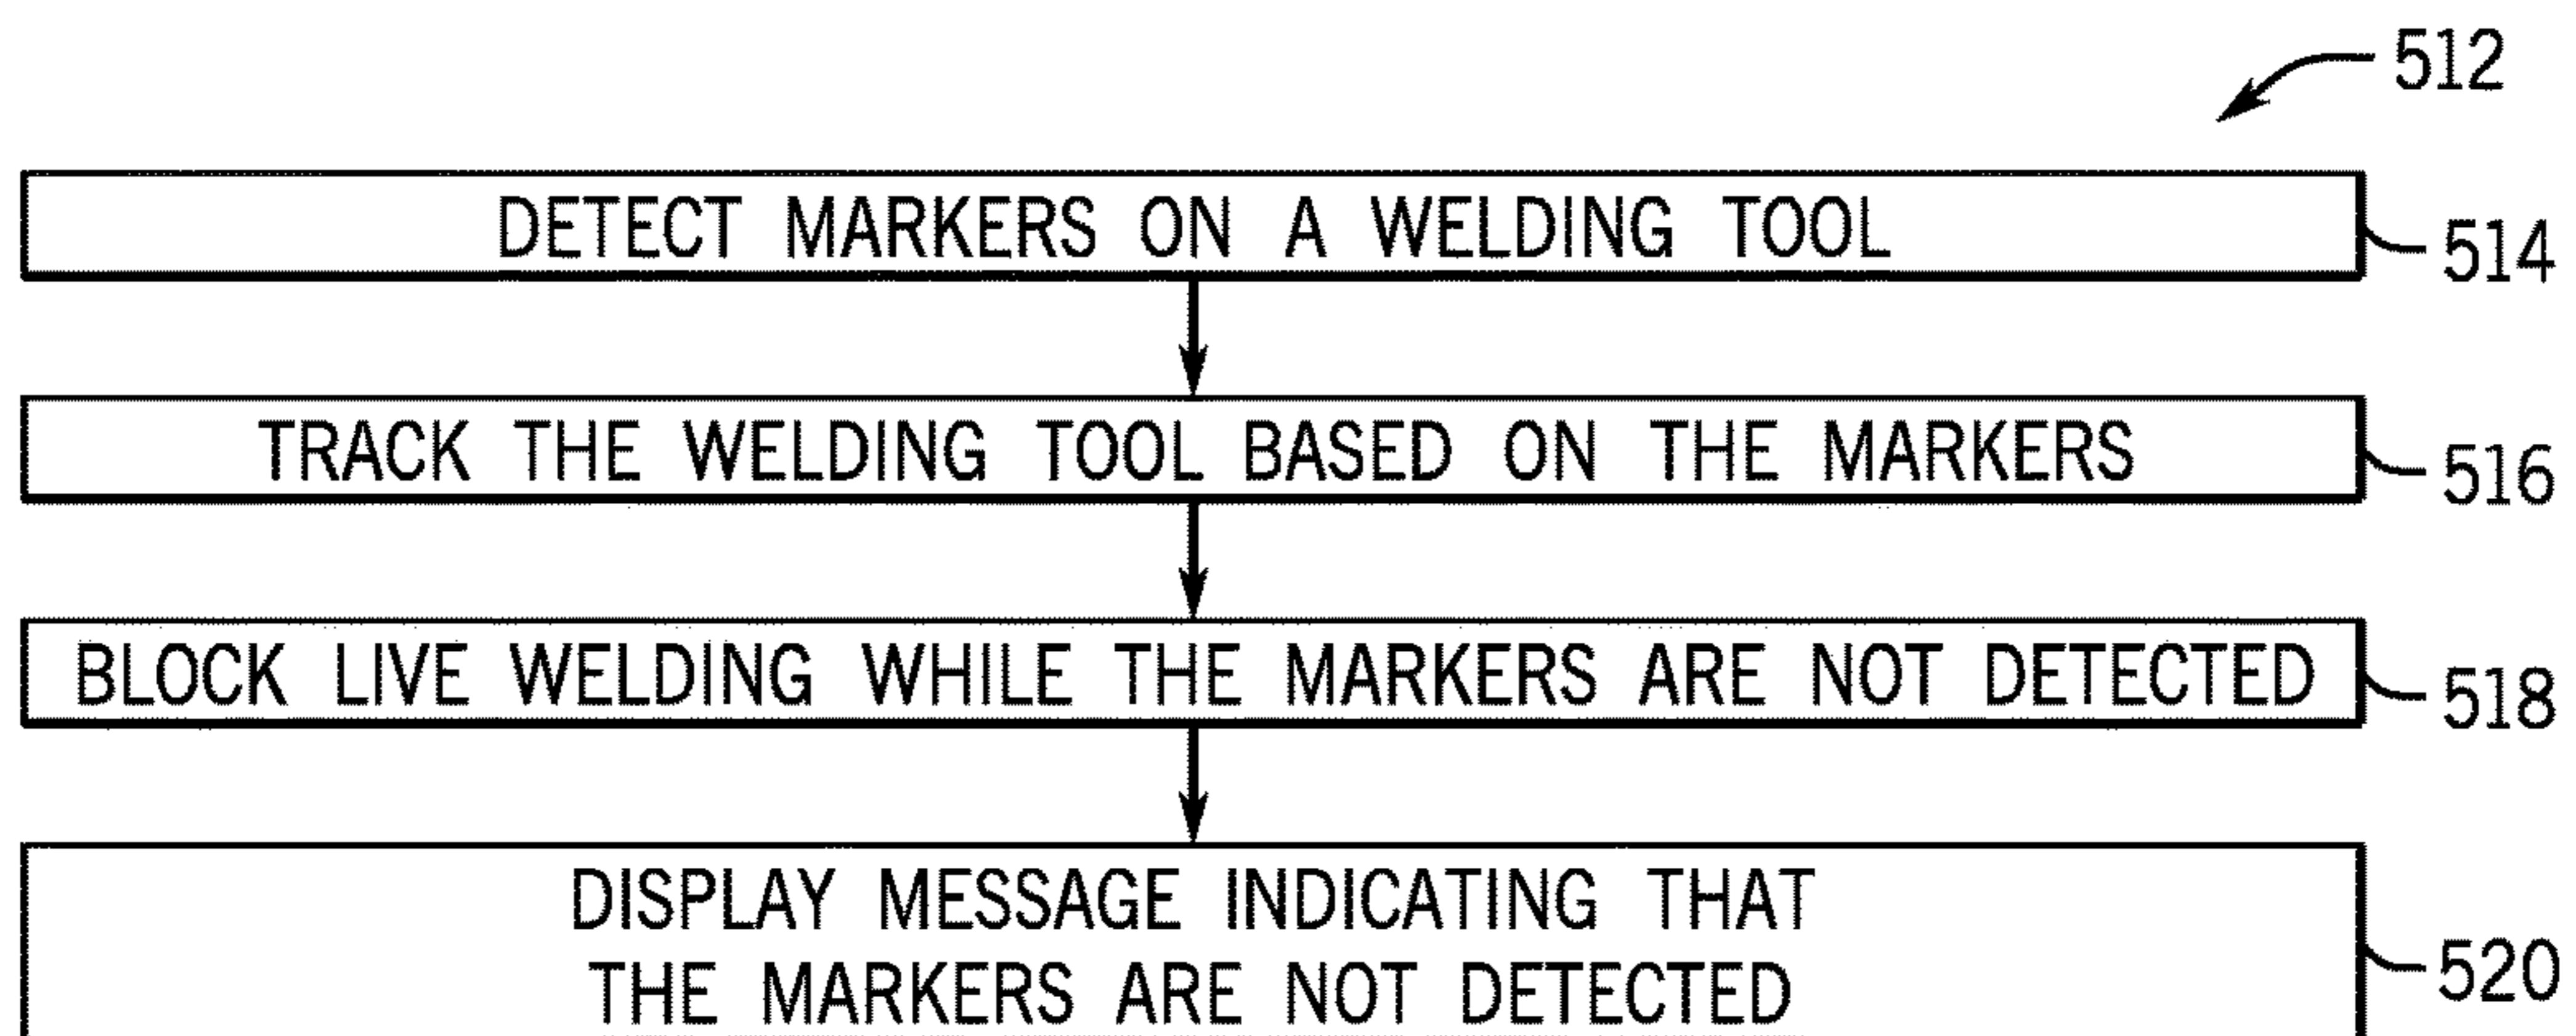 512
DETECT MARKERS ON A WELDING TOOL
514
TRACK THE WELDING TOOL BASED ON THE MARKERS
516
BLOCK LIVE WELDING WHILE THE MARKERS ARE NOT DETECTED
518
DISPLAY MESSAGE INDICATING THAT
THE MARKERS ARE NOT DETECTED
520